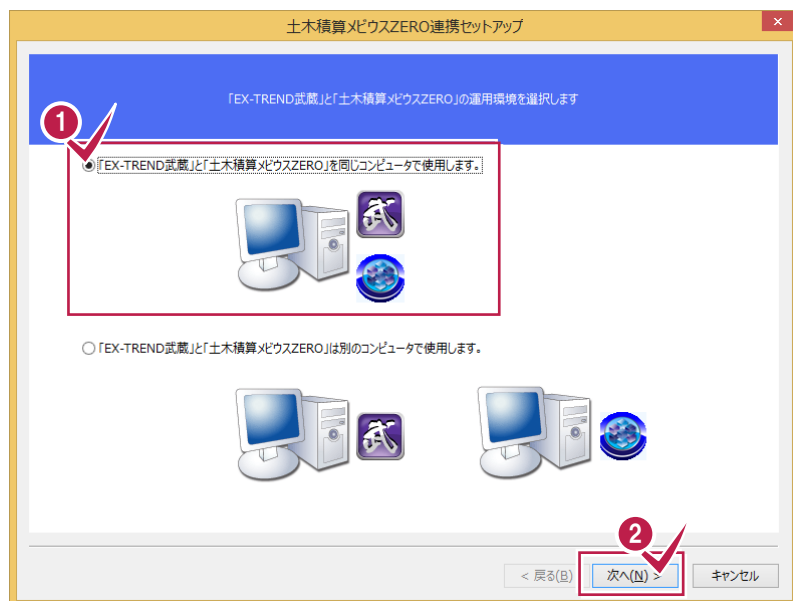 土木積算メビウスZERO連携セットアップ
「EX-TREND武蔵」と「土木積算メビウスZERO」の運用環境を選択します
1
「EX-TREND武蔵」と「土木積算メビウスZERO」を同じコンピュータで使用します。
武
「EX-TREND武蔵」と「土木積算メビウスZERO」は別のコンピュータで使用します。
武
2
< 戻る(B) 次へ(N) > キャンセル